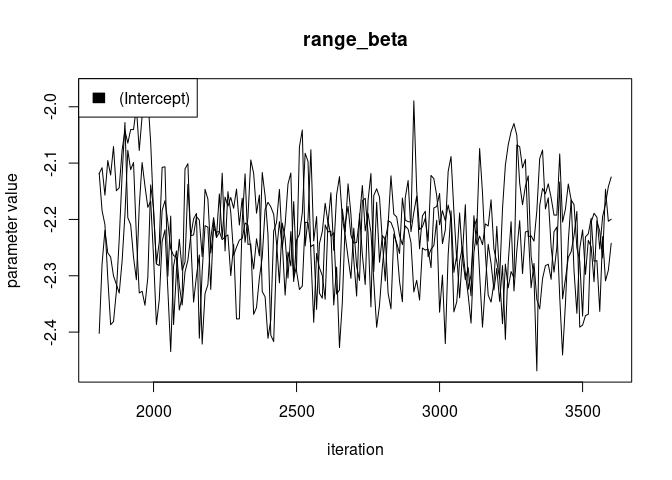 range_beta
(Intercept)
parameter value
-2.0
-2.1
-2.2
-2.3
-2.4
2000
2500
3000
3500
iteration